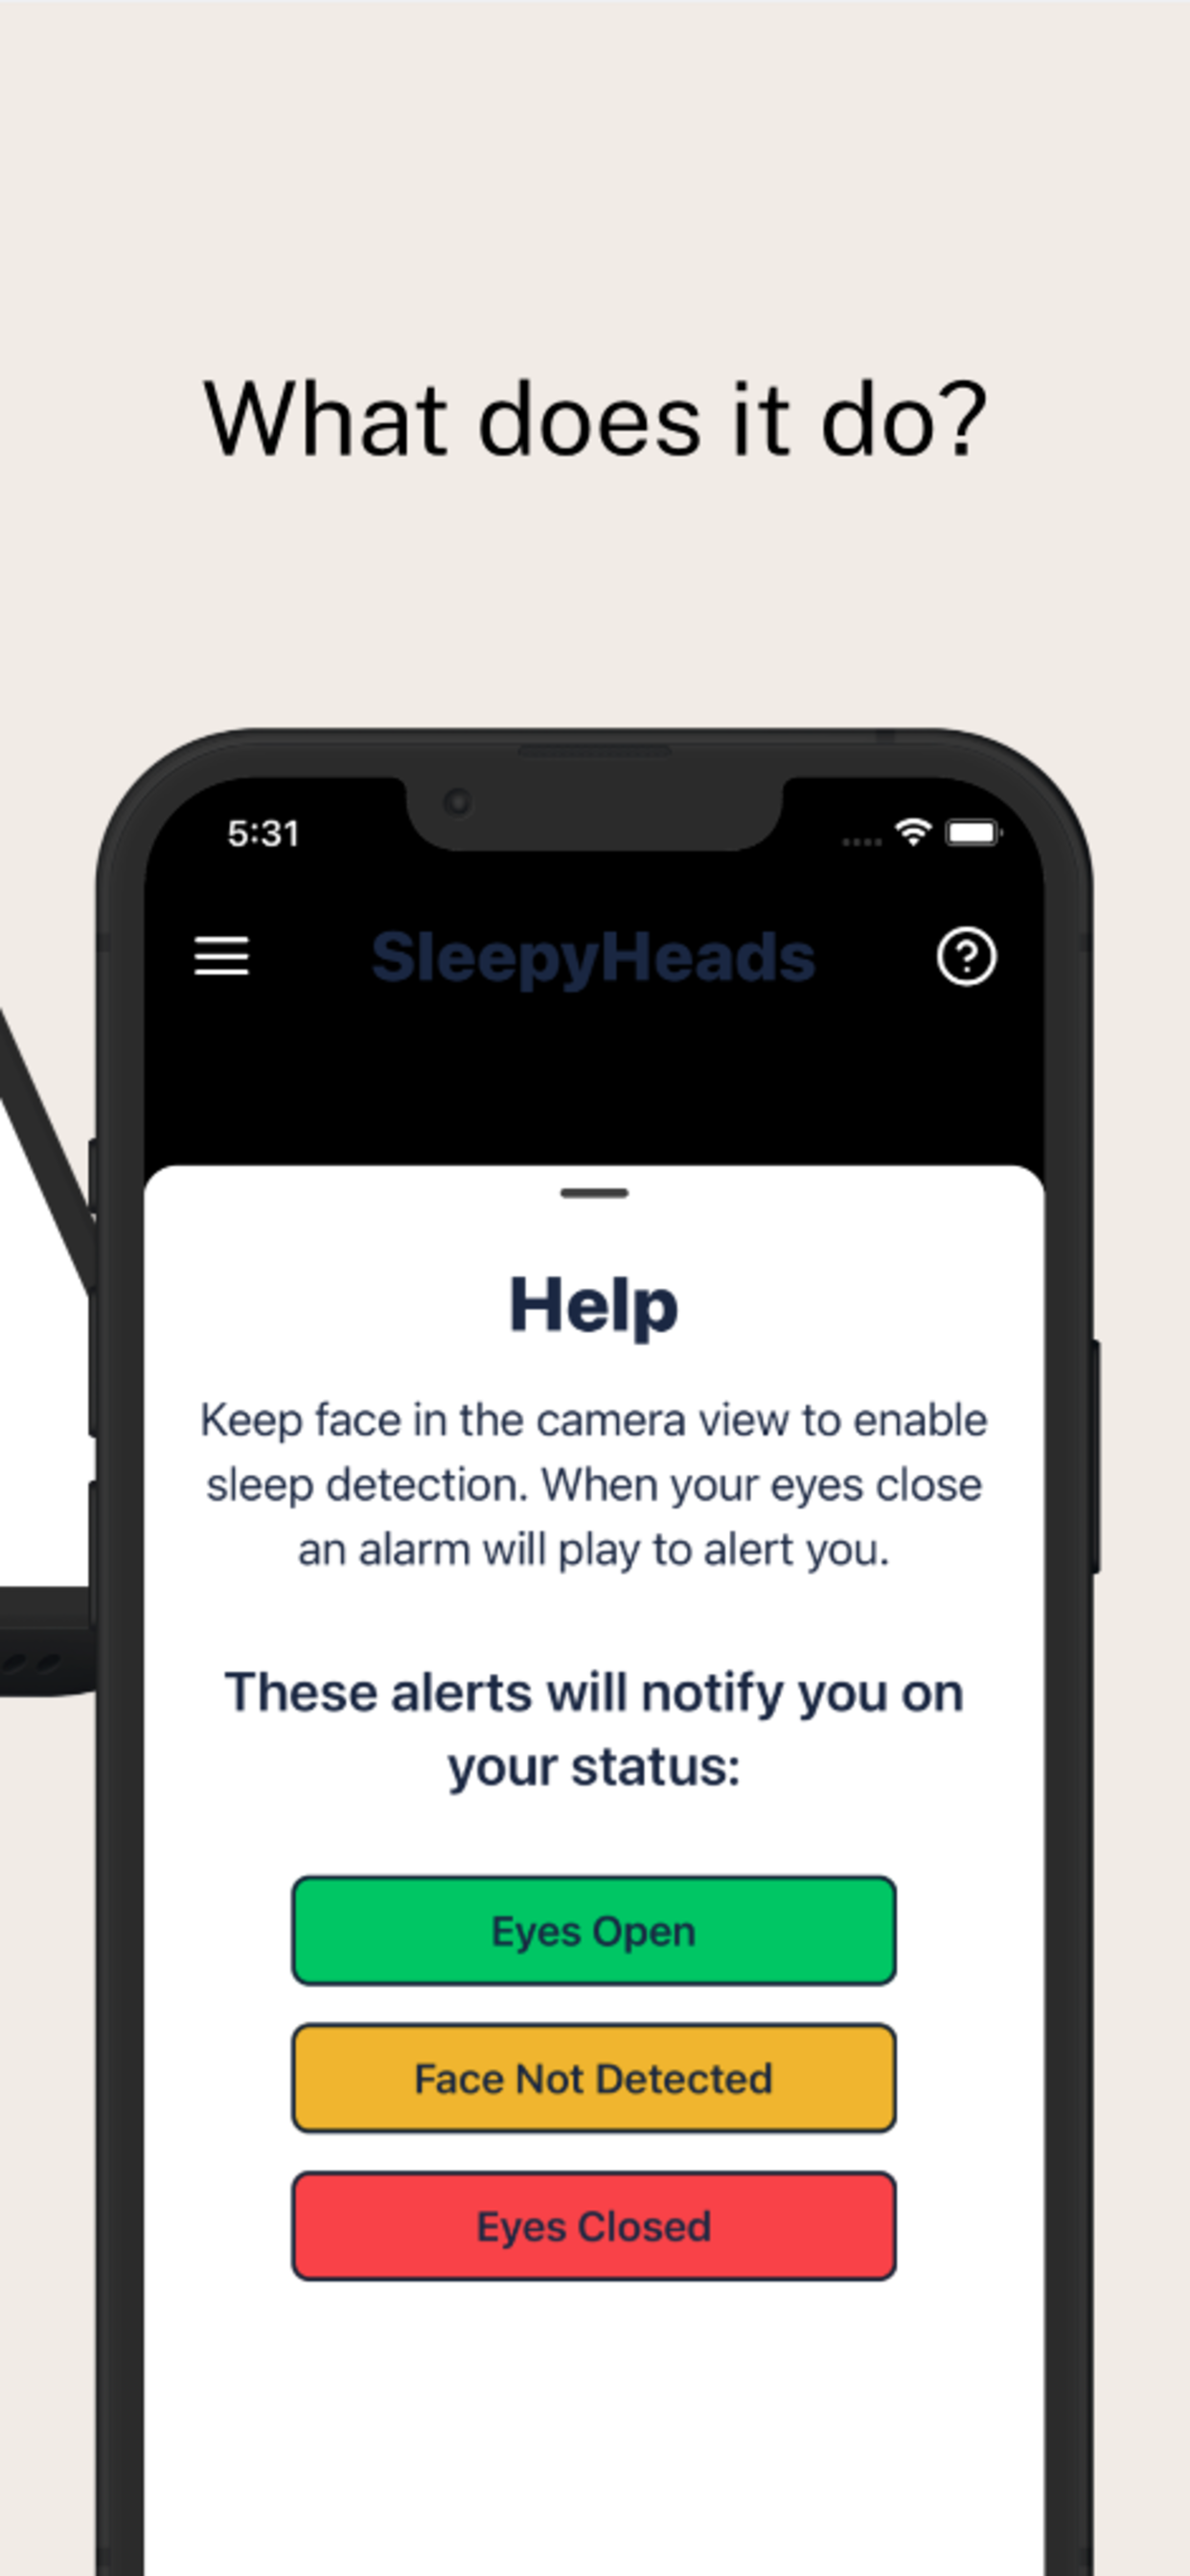 What does it do?
5:31
SleepyHeads
Help
Keep face in the camera view to enable
sleep detection. When your eyes close
an alarm will play to alert you.
These alerts will notify you on
your status:
Eyes Open
Face Not Detected
Eyes Closed